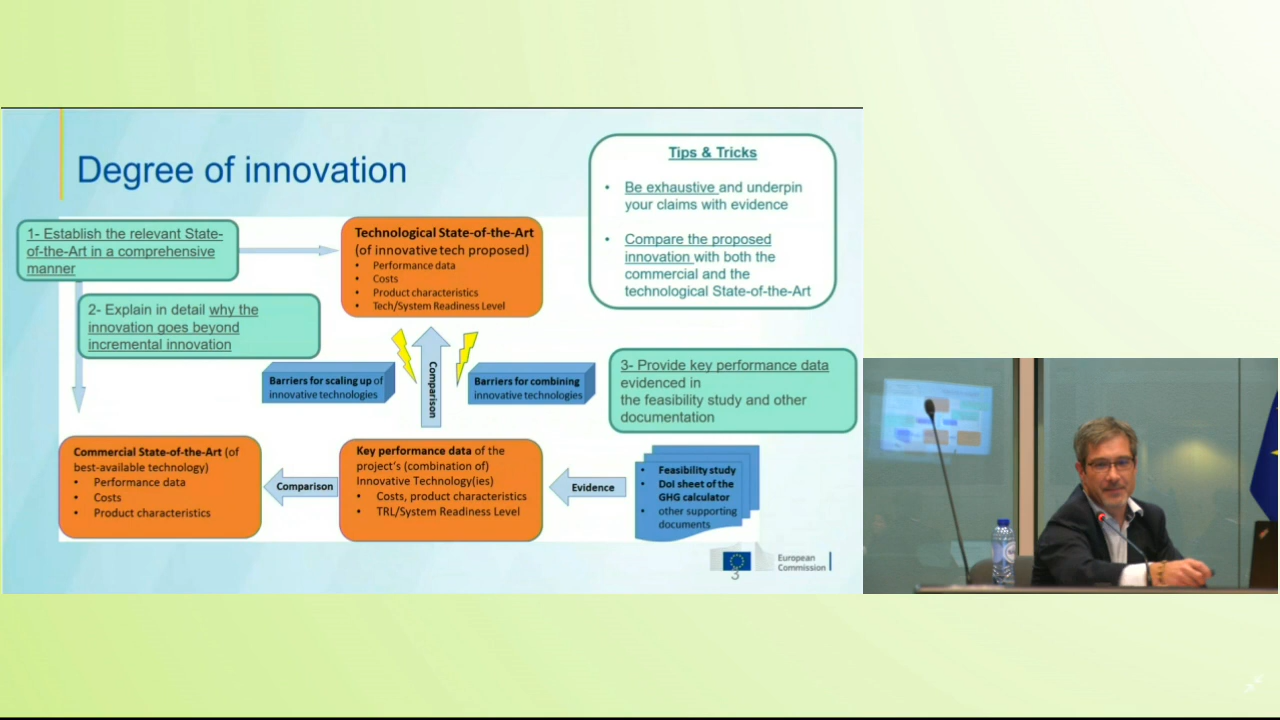 Degree of innovation
Tips & Tricks
• Be exhaustive and underpin
your claims with evidence
• Compare the proposed
innovation with both the
commercial and the
technological State-of-the-Art
1- Establish the relevant State-
of-the-Art in a comprehensive
manner
Technological State-of-the-Art
(of innovative tech proposed)
• Performance data
• Costs
• Product characteristics
• Tech/System Readiness Level
2- Explain in detail why the
innovation goes beyond
incremental innovation
Barriers for scaling up of
innovative technologies
Comparison
Barriers for combining
innovative technologies
3- Provide key performance data
evidenced in
the feasibility study and other
documentation
Commercial State-of-the-Art (of
best-available technology)
• Performance data
• Costs
• Product characteristics
Comparison
Key performance data of the
project's (combination of)
Innovative Technology(ies)
• Costs, product characteristics
• TRL/System Readiness Level
Evidence
• Feasibility study
• DoI sheet of the
GHG calculator
• other supporting
documents
European
Commission
3